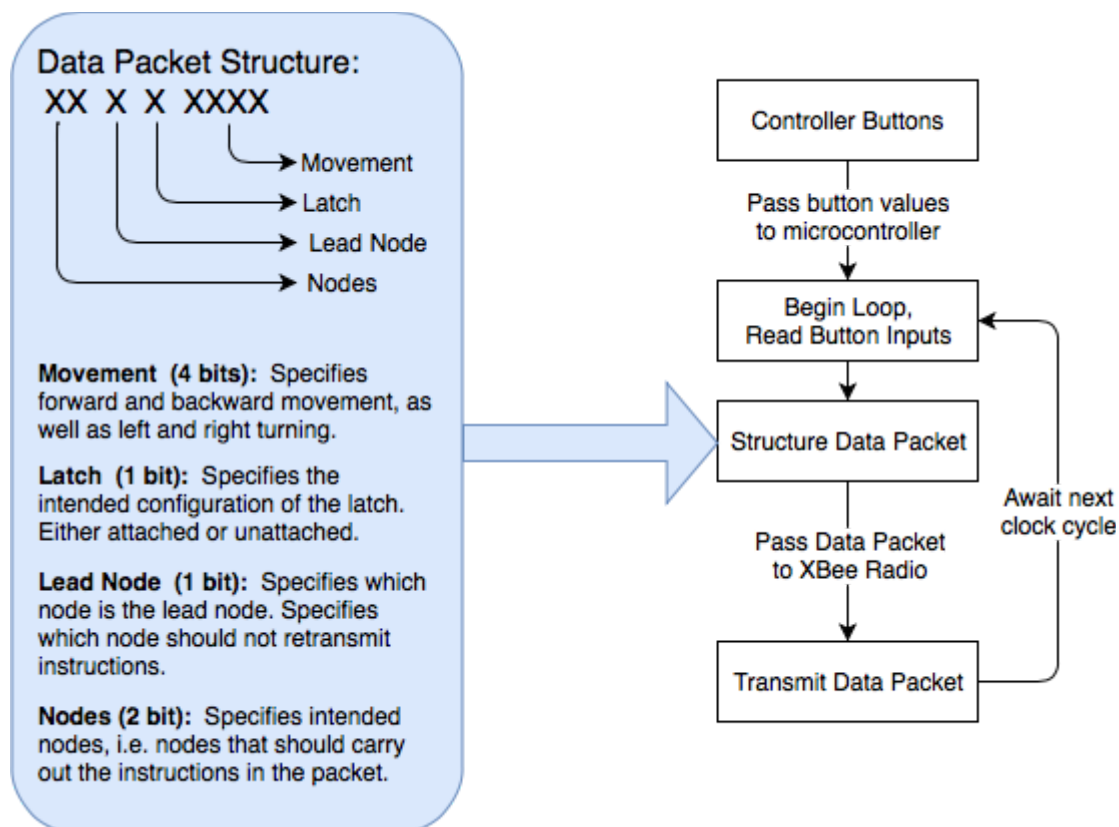 Data Packet Structure:
XX X X XXXX
Movement
Latch
Lead Node
Nodes
Movement (4 bits): Specifies
forward and backward movement, as
well as left and right turning.
Latch (1 bit): Specifies the
intended configuration of the latch.
Either attached or unattached.
Lead Node (1 bit): Specifies which
node is the lead node. Specifies
which node should not retransmit
instructions.
Nodes (2 bit): Specifies intended
nodes, i.e. nodes that should carry
out the instructions in the packet.
Controller Buttons
Pass button values
to microcontroller
Begin Loop,
Read Button Inputs
Structure Data Packet
Pass Data Packet
to XBee Radio
Transmit Data Packet
Await next
clock cycle